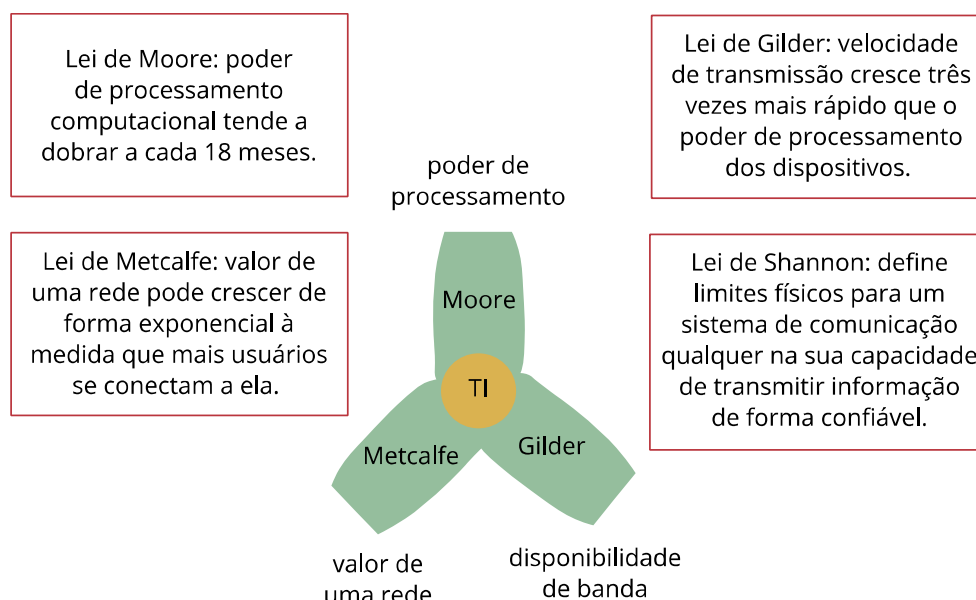 Lei de Moore: poder
de processamento
computacional tende a
dobrar a cada 18 meses.
Lei de Gilder: velocidade
de transmissão cresce três
vezes mais rápido que o
poder de processamento
dos dispositivos.
poder de
processamento
Lei de Metcalfe: valor de
uma rede pode crescer de
forma exponencial à
medida que mais usuários
se conectam a ela.
Lei de Shannon: define
limites físicos para um
sistema de comunicação
qualquer na sua capacidade
de transmitir informação
de forma confiável.
Moore
TI
Metcalfe
Gilder
valor de
uma rede
disponibilidade
de banda